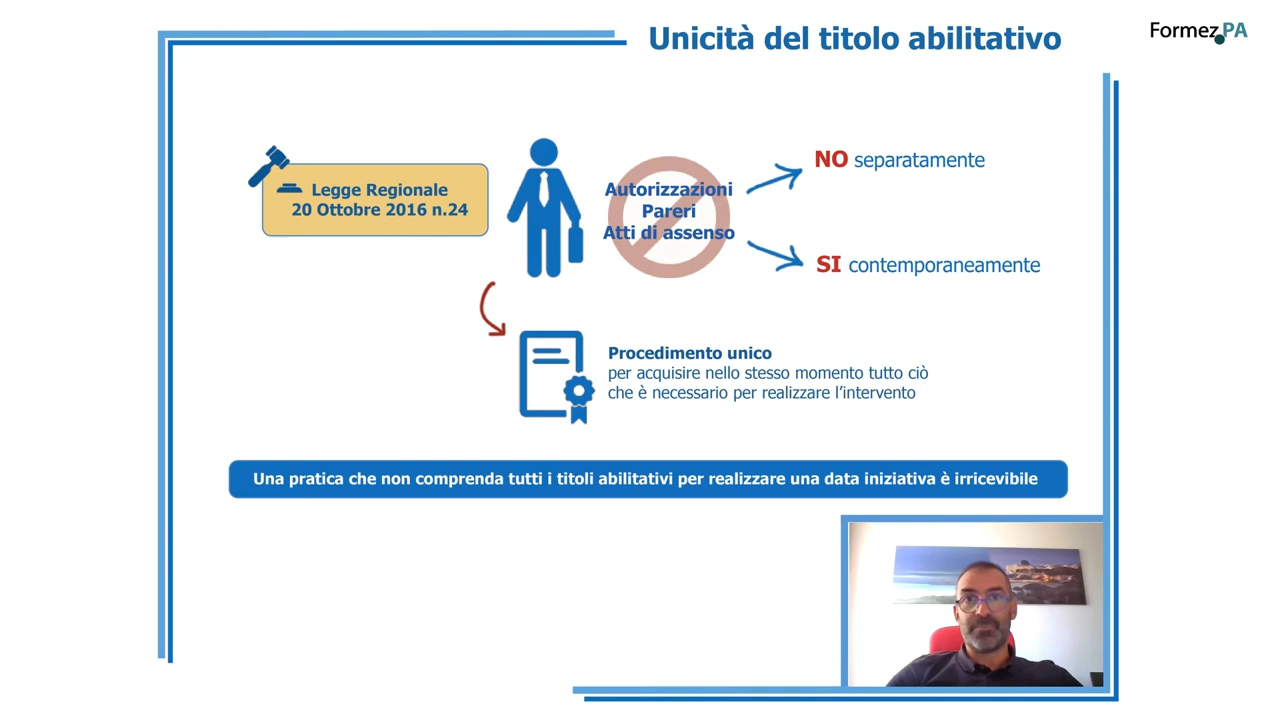 Unicità del titolo abilitativo
Formez.PA
Legge Regionale
20 Ottobre 2016 n.24
Autorizzazioni
Pareri
Atti di assenso
NO separatamente
SI contemporaneamente
Procedimento unico
per acquisire nello stesso momento tutto ciò
che è necessario per realizzare l'intervento
Una pratica che non comprenda tutti i titoli abilitativi per realizzare una data iniziativa è irricevibile